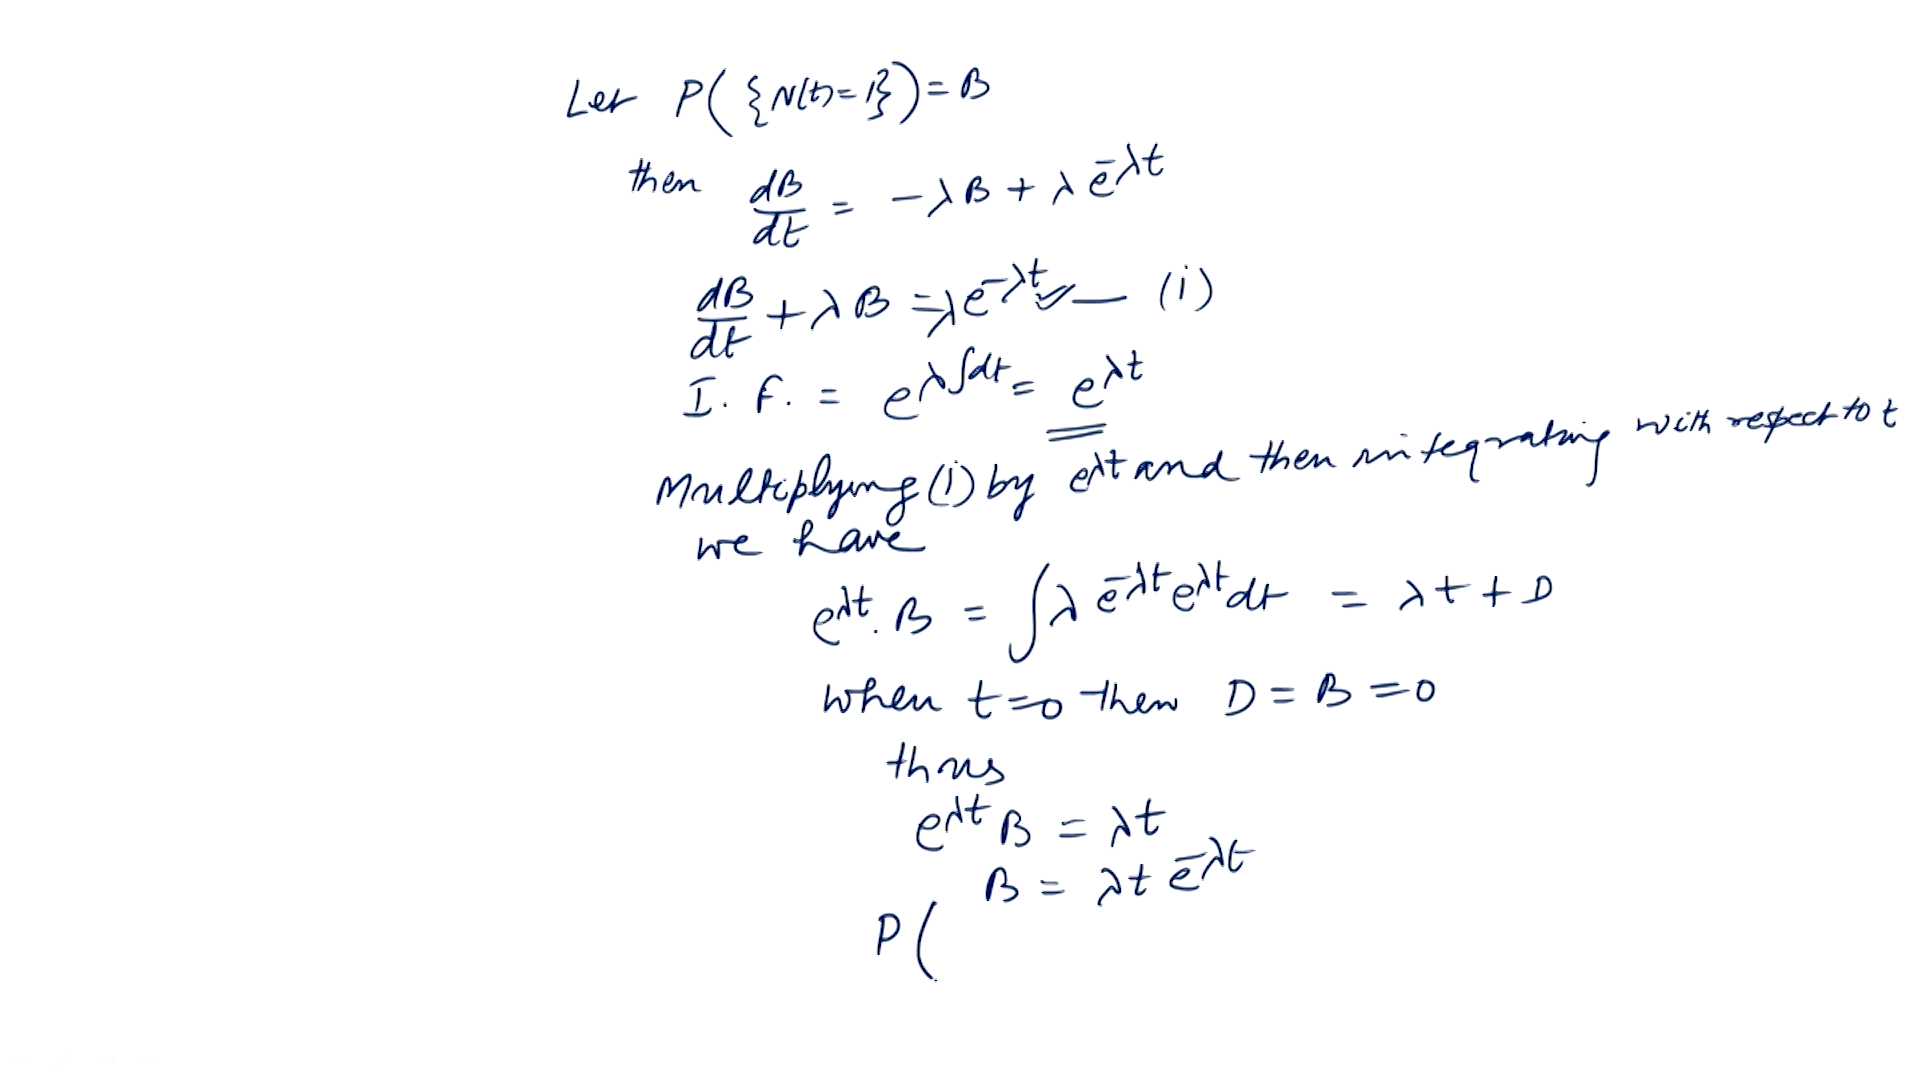 Let P({N(t)=1})=B
then dB/dt = -λB + λe^-λt
dB/dt + λB = λe^-λt — (i)
I. F. = e^λ∫dt = e^λt
Multiplying (i) by e^λt and then integrating with respect to t
we have
e^λt. B = ∫λ e^-λt e^λt dt = λt + D
when t=0 then D = B = 0
thus
e^λt B = λt
B = λt e^-λt
P(